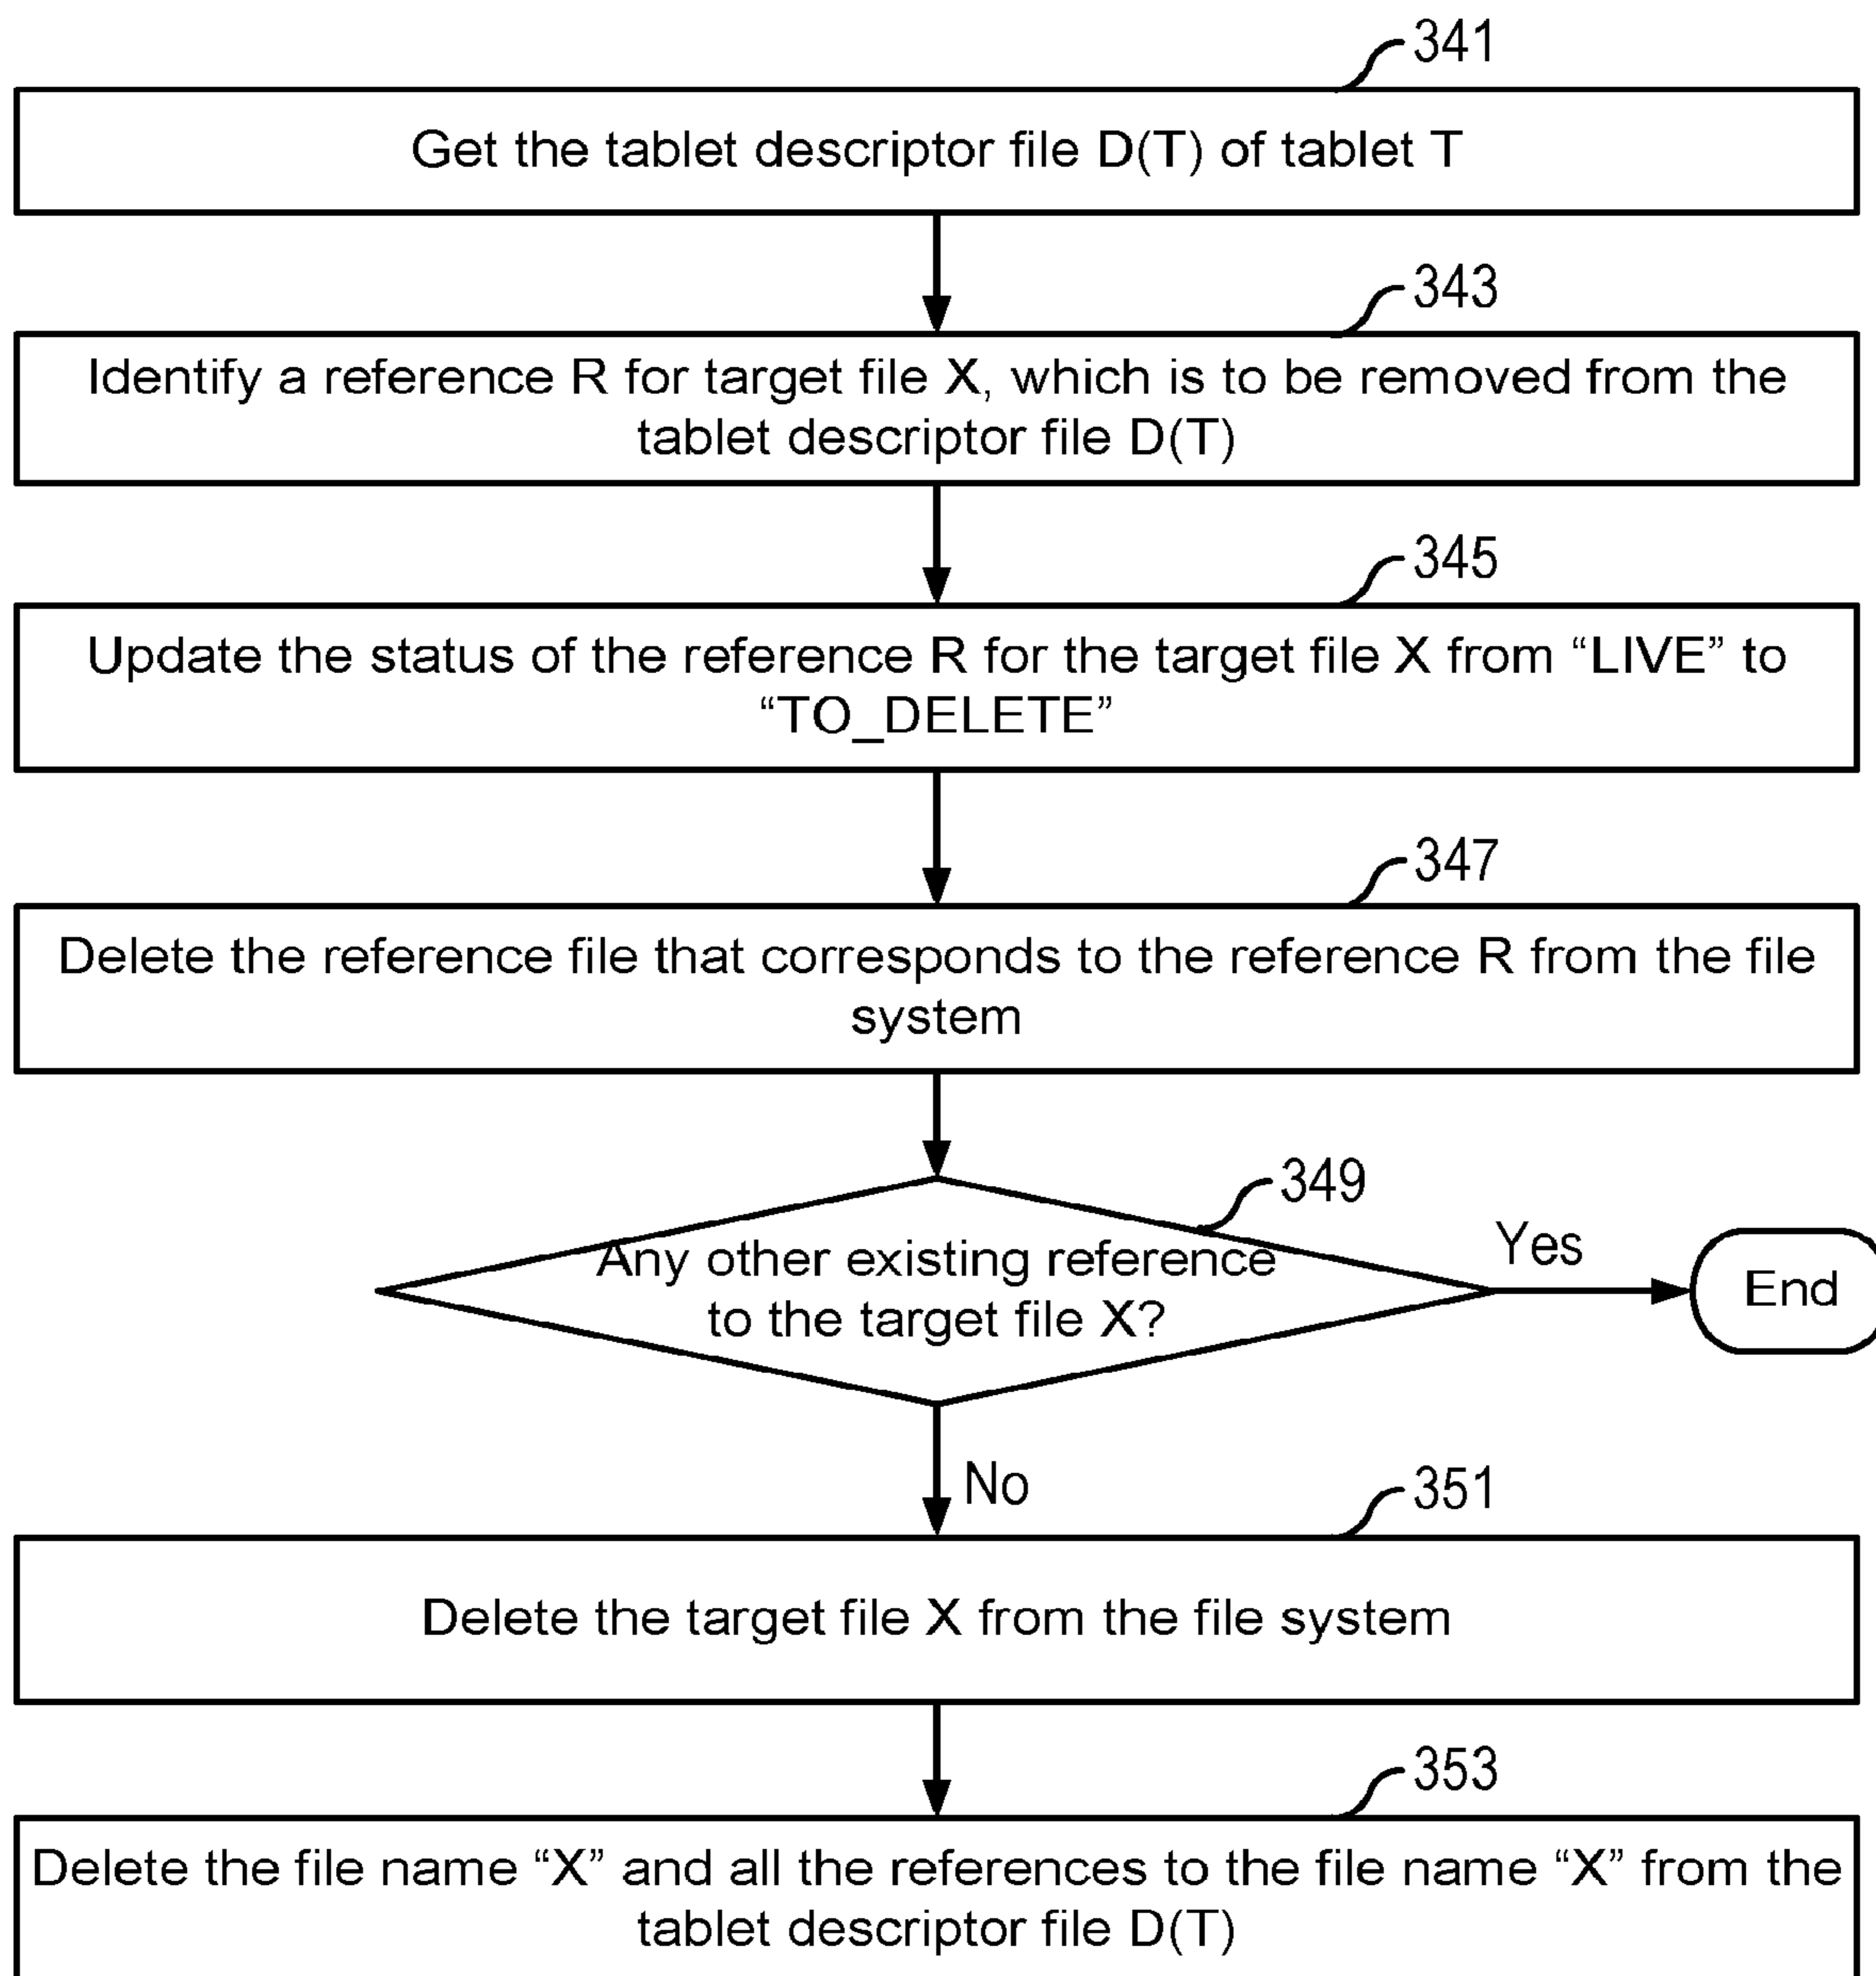 341
Get the tablet descriptor file D(T) of tablet T
343
Identify a reference R for target file X, which is to be removed from the
tablet descriptor file D(T)
345
Update the status of the reference R for the target file X from “LIVE” to
“TO_DELETE”
347
Delete the reference file that corresponds to the reference R from the file
system
349
Any other existing reference
to the target file X?
Yes
End
No
351
Delete the target file X from the file system
353
Delete the file name “X” and all the references to the file name “X” from the
tablet descriptor file D(T)